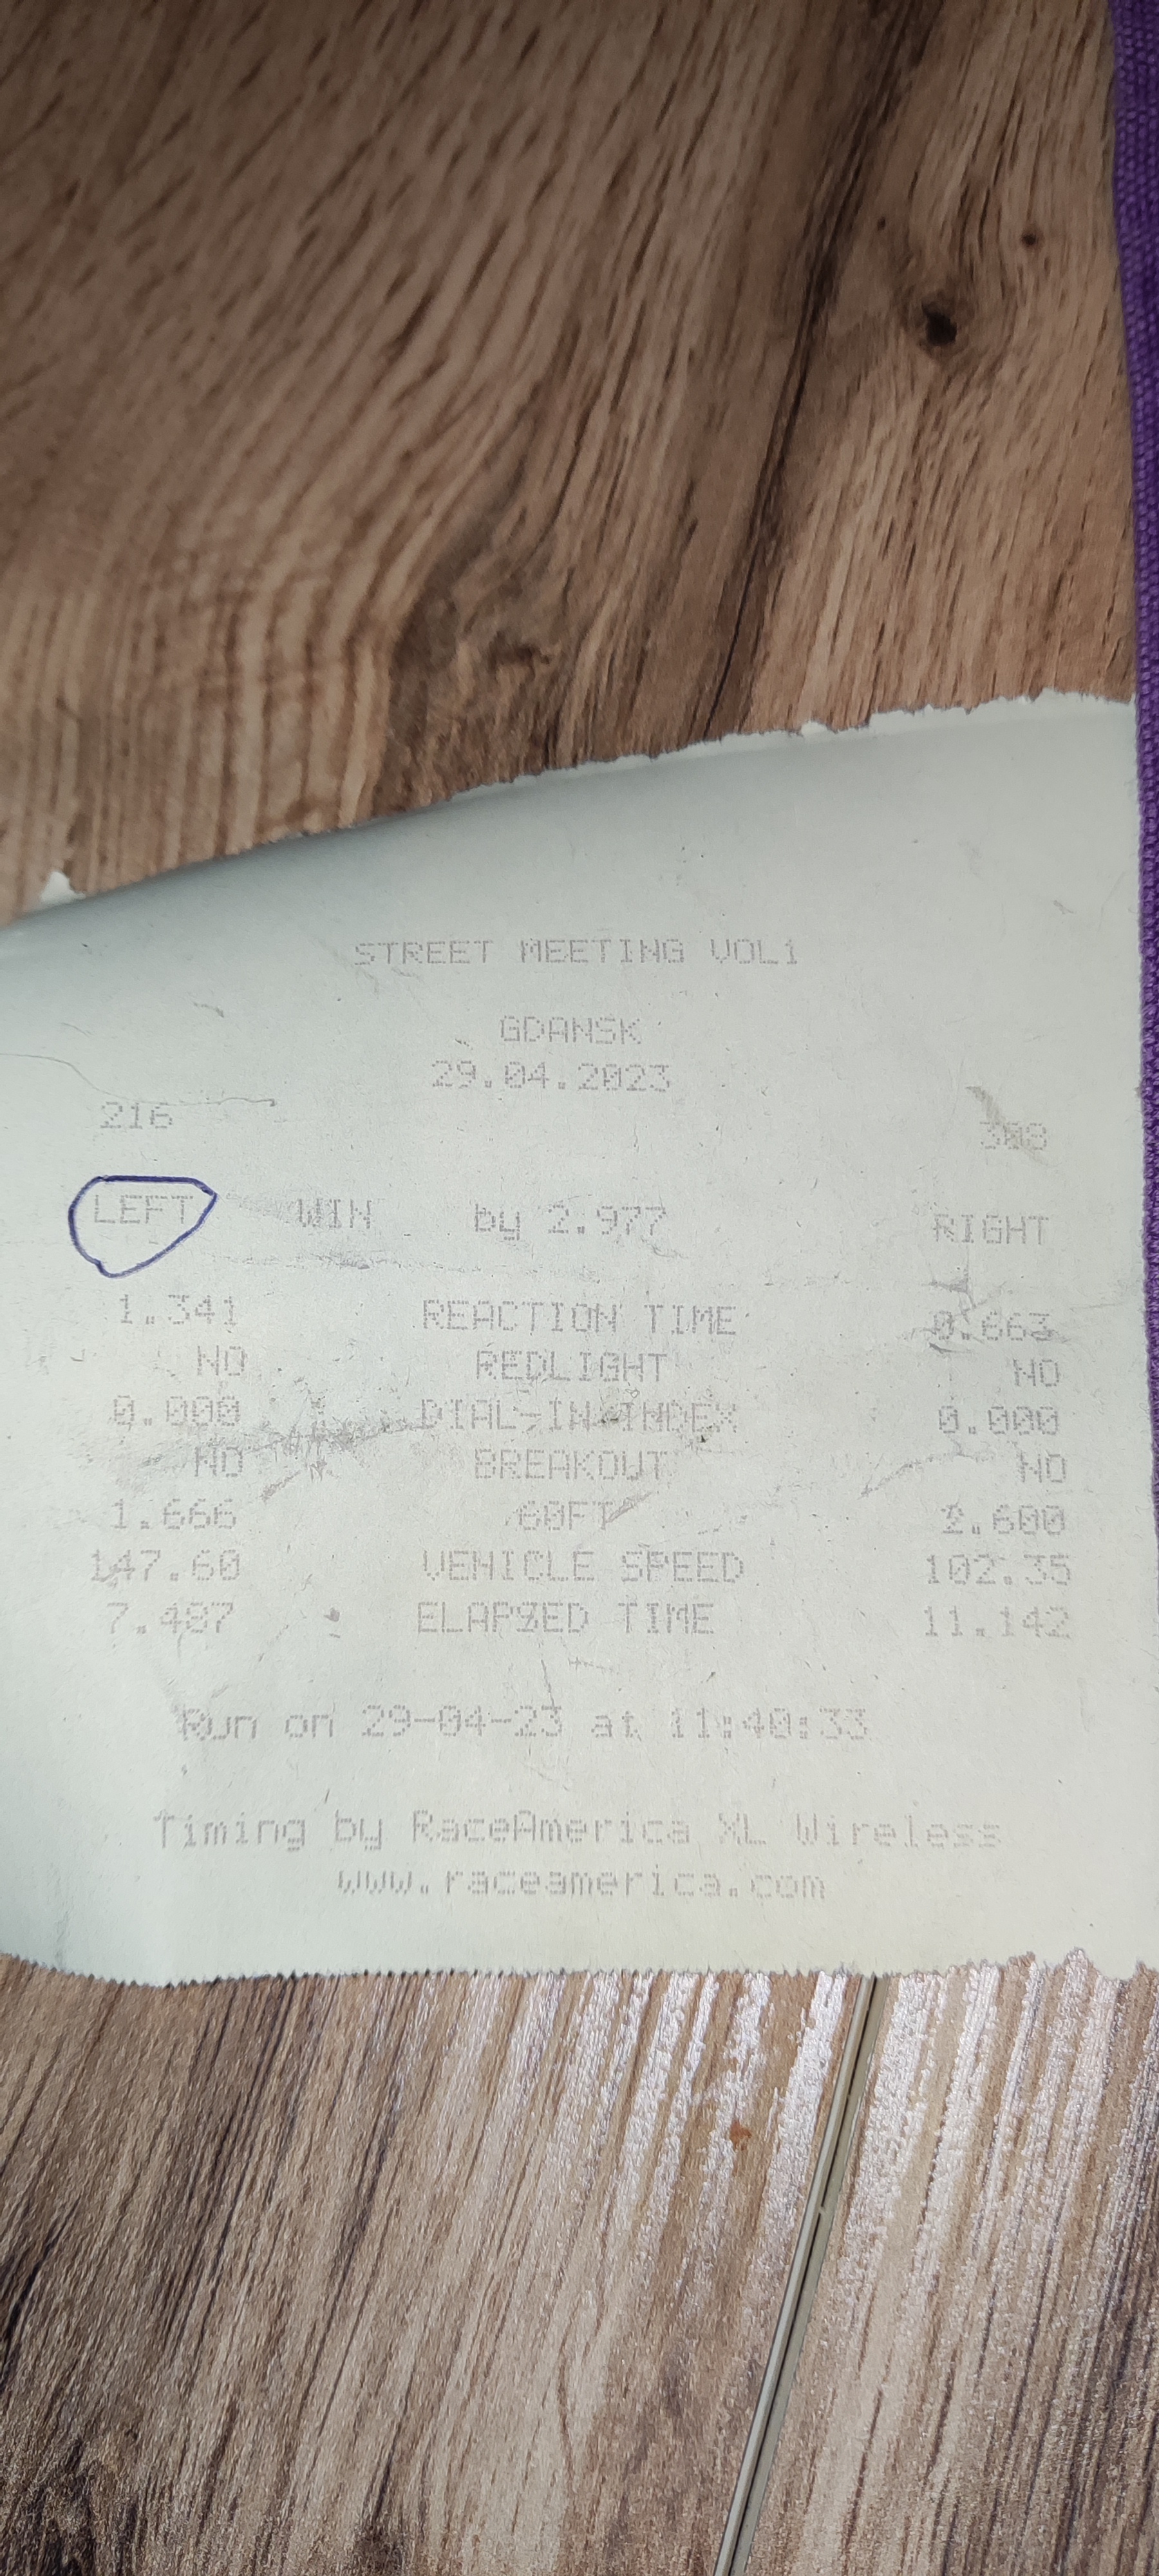 STREET MEETING VOL1
GDANSK
29.04.2023
216
LEFT WIN by 2.977 RIGHT
1.341 REACTION TIME 0.663
NO REDLIGHT NO
0.000 DIAL-IN/INDEX 0.000
NO BREAKOUT NO
1.666 60FT 2.600
147.60 VEHICLE SPEED 102.35
7.487 ELAPSED TIME 11.142
Run on 29-04-23 at 11:40:33
Timing by RaceAmerica XL Wireless
www.raceamerica.com